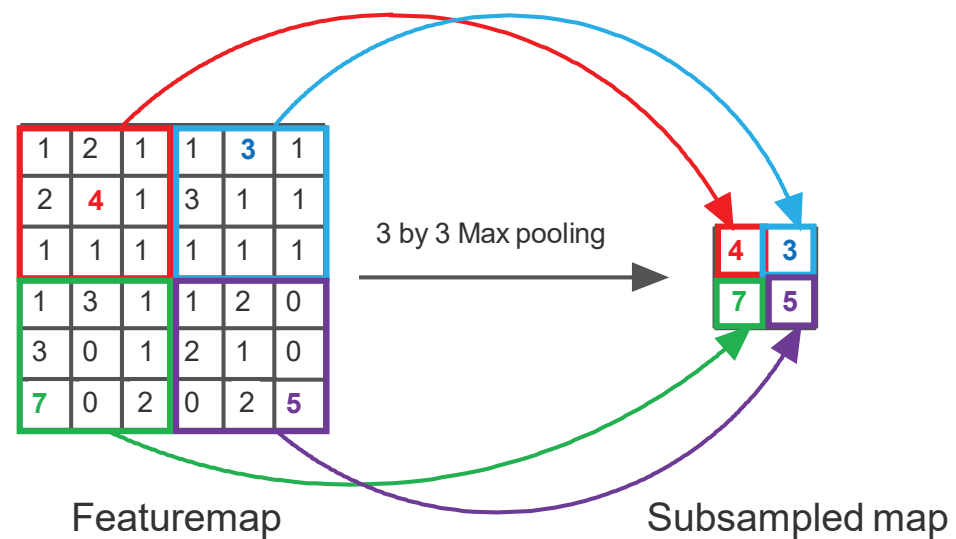 1 2 1 1 3 1
2 4 1 3 1 1
1 1 1 1 1 1
1 3 1 1 2 0
3 0 1 2 1 0
7 0 2 0 2 5
3 by 3 Max pooling
4 3
7 5
Featuremap
Subsampled map